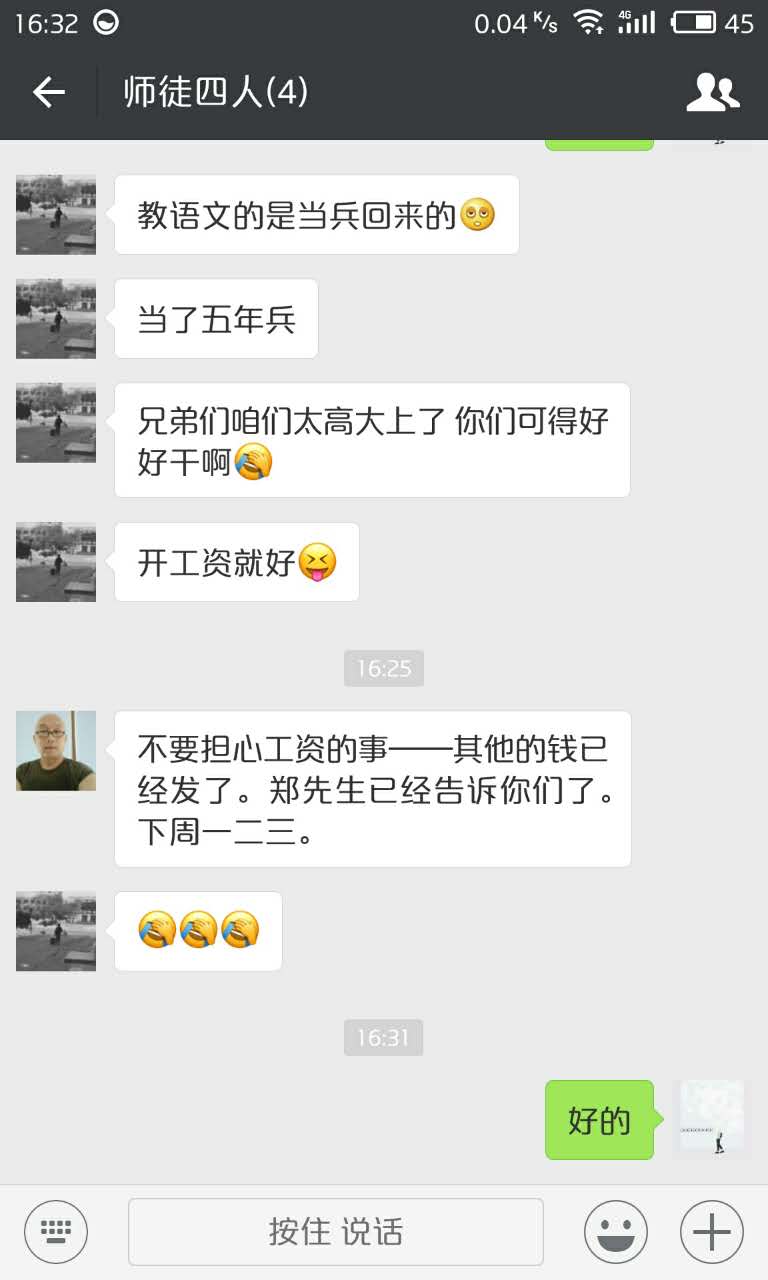 16:32 0.04 K/s 4G 45
师徒四人(4)
教语文的是当兵回来的
当了五年兵
兄弟们咱们太高大上了 你们可得好
好干啊
开工资就好
16:25
不要担心工资的事——其他的钱已
经发了。郑先生已经告诉你们了。
下周一二三。
16:31
好的
按住 说话